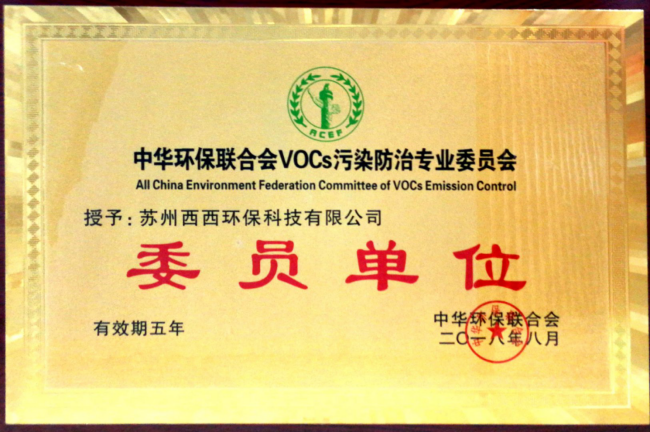 ACEF
中华环保联合会VOCs污染防治专业委员会
All China Environment Federation Committee of VOCs Emission Control
授予：苏州西西环保科技有限公司
委员单位
有效期五年
中华环保联合会
二〇一八年八月